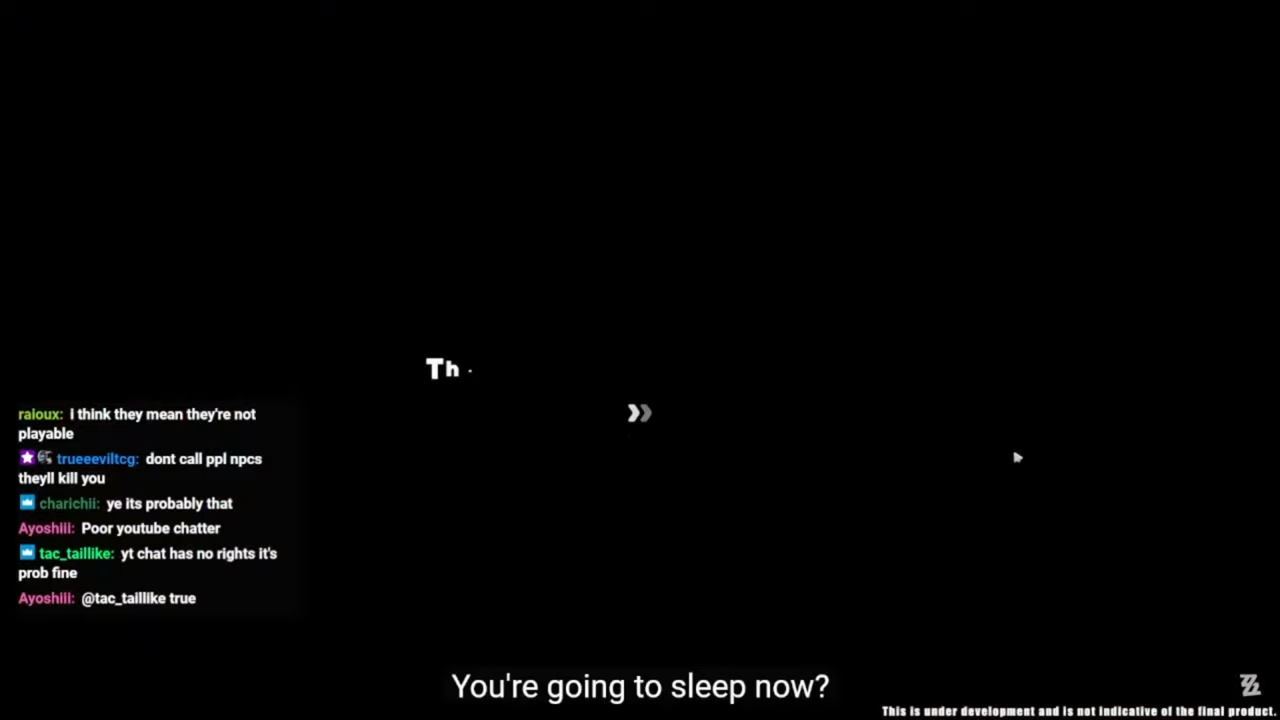 Th
raioux: i think they mean they're not
playable
trueeeviltcg: dont call ppl npcs
theyll kill you
charichii: ye its probably that
Ayoshiii: Poor youtube chatter
tac_taillike: yt chat has no rights it's
prob fine
Ayoshiii: @tac_taillike true
You're going to sleep now?
This is under development and is not indicative of the final product.